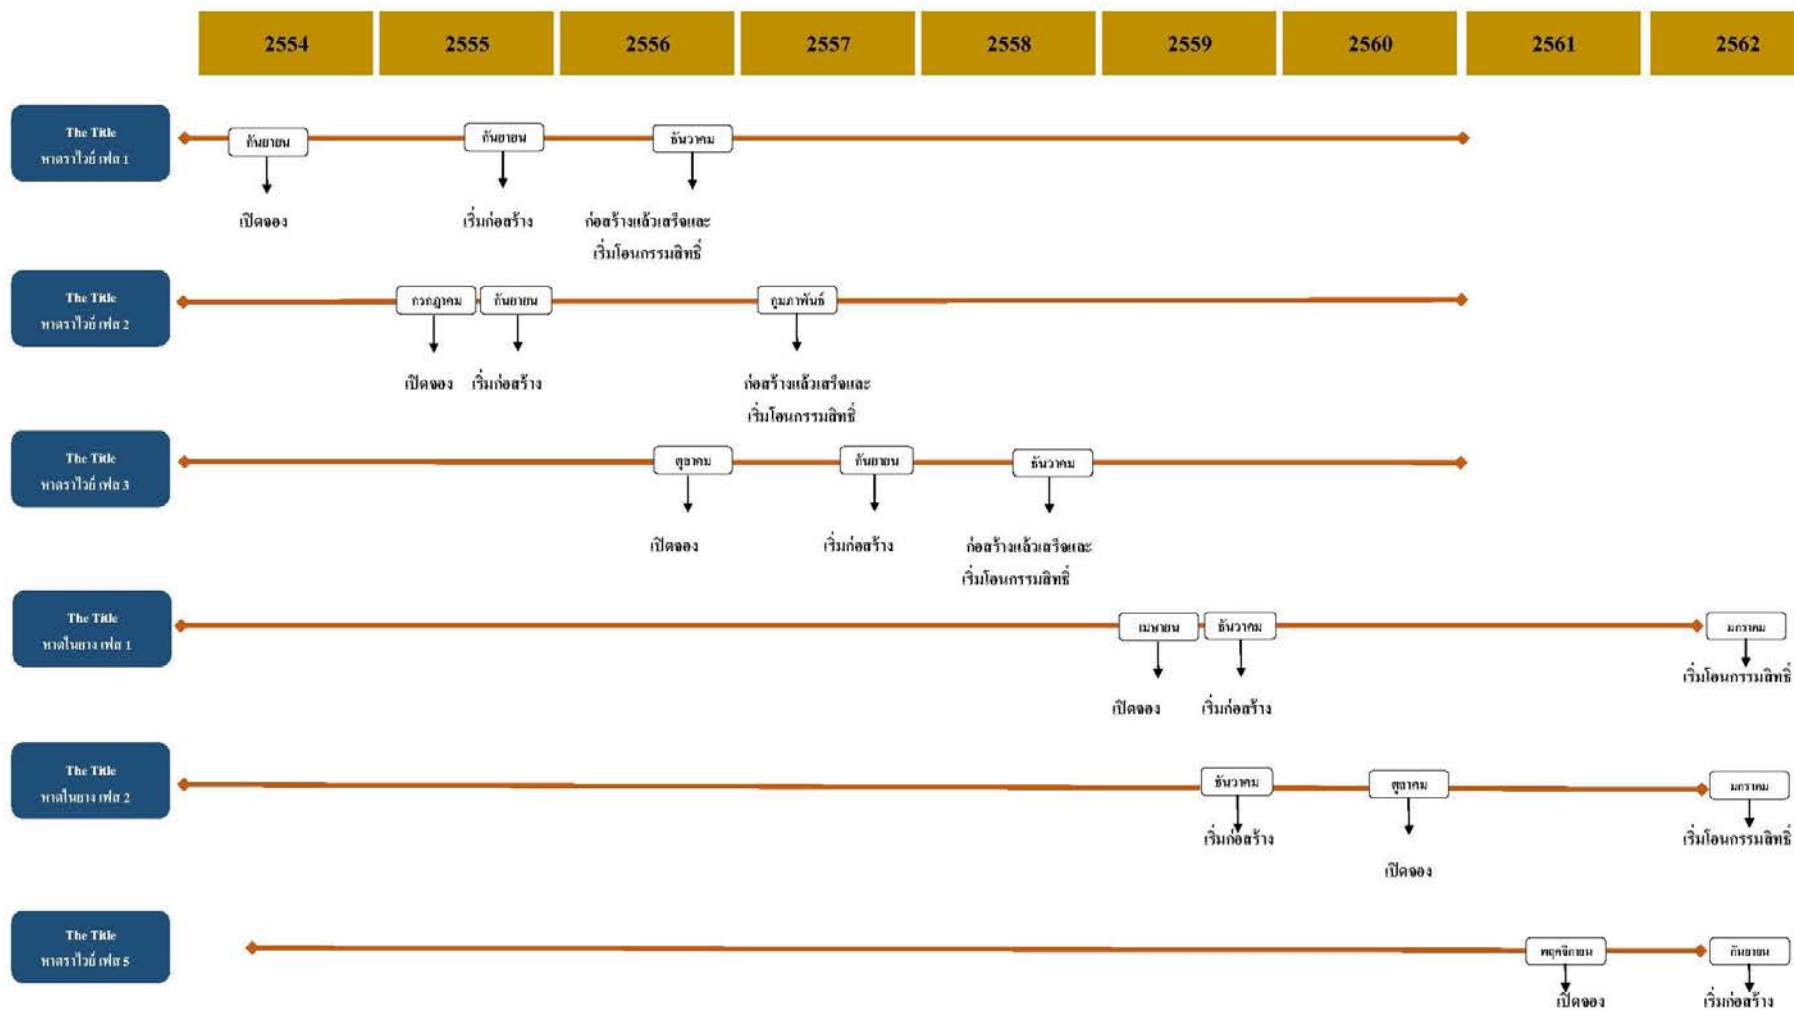 2554 2555 2556 2557 2558 2559 2560 2561 2562
The Title
หาดราไวย์ เฟส 1
กันยายน กันยายน ธันวาคม
เปิดจอง เริ่มก่อสร้าง ก่อสร้างแล้วเสร็จและ
เริ่มโอนกรรมสิทธิ์
The Title
หาดราไวย์ เฟส 2
กรกฎาคม กันยายน กุมภาพันธ์
เปิดจอง เริ่มก่อสร้าง ก่อสร้างแล้วเสร็จและ
เริ่มโอนกรรมสิทธิ์
The Title
หาดราไวย์ เฟส 3
ตุลาคม กันยายน ธันวาคม
เปิดจอง เริ่มก่อสร้าง ก่อสร้างแล้วเสร็จและ
เริ่มโอนกรรมสิทธิ์
The Title
หาดในยาง เฟส 1
เมษายน ธันวาคม มกราคม
เริ่มโอนกรรมสิทธิ์
เปิดจอง เริ่มก่อสร้าง
The Title
หาดในยาง เฟส 2
ธันวาคม ตุลาคม มกราคม
เริ่มก่อสร้าง เริ่มโอนกรรมสิทธิ์
เปิดจอง
The Title
หาดราไวย์ เฟส 5
พฤศจิกายน กันยายน
เปิดจอง เริ่มก่อสร้าง